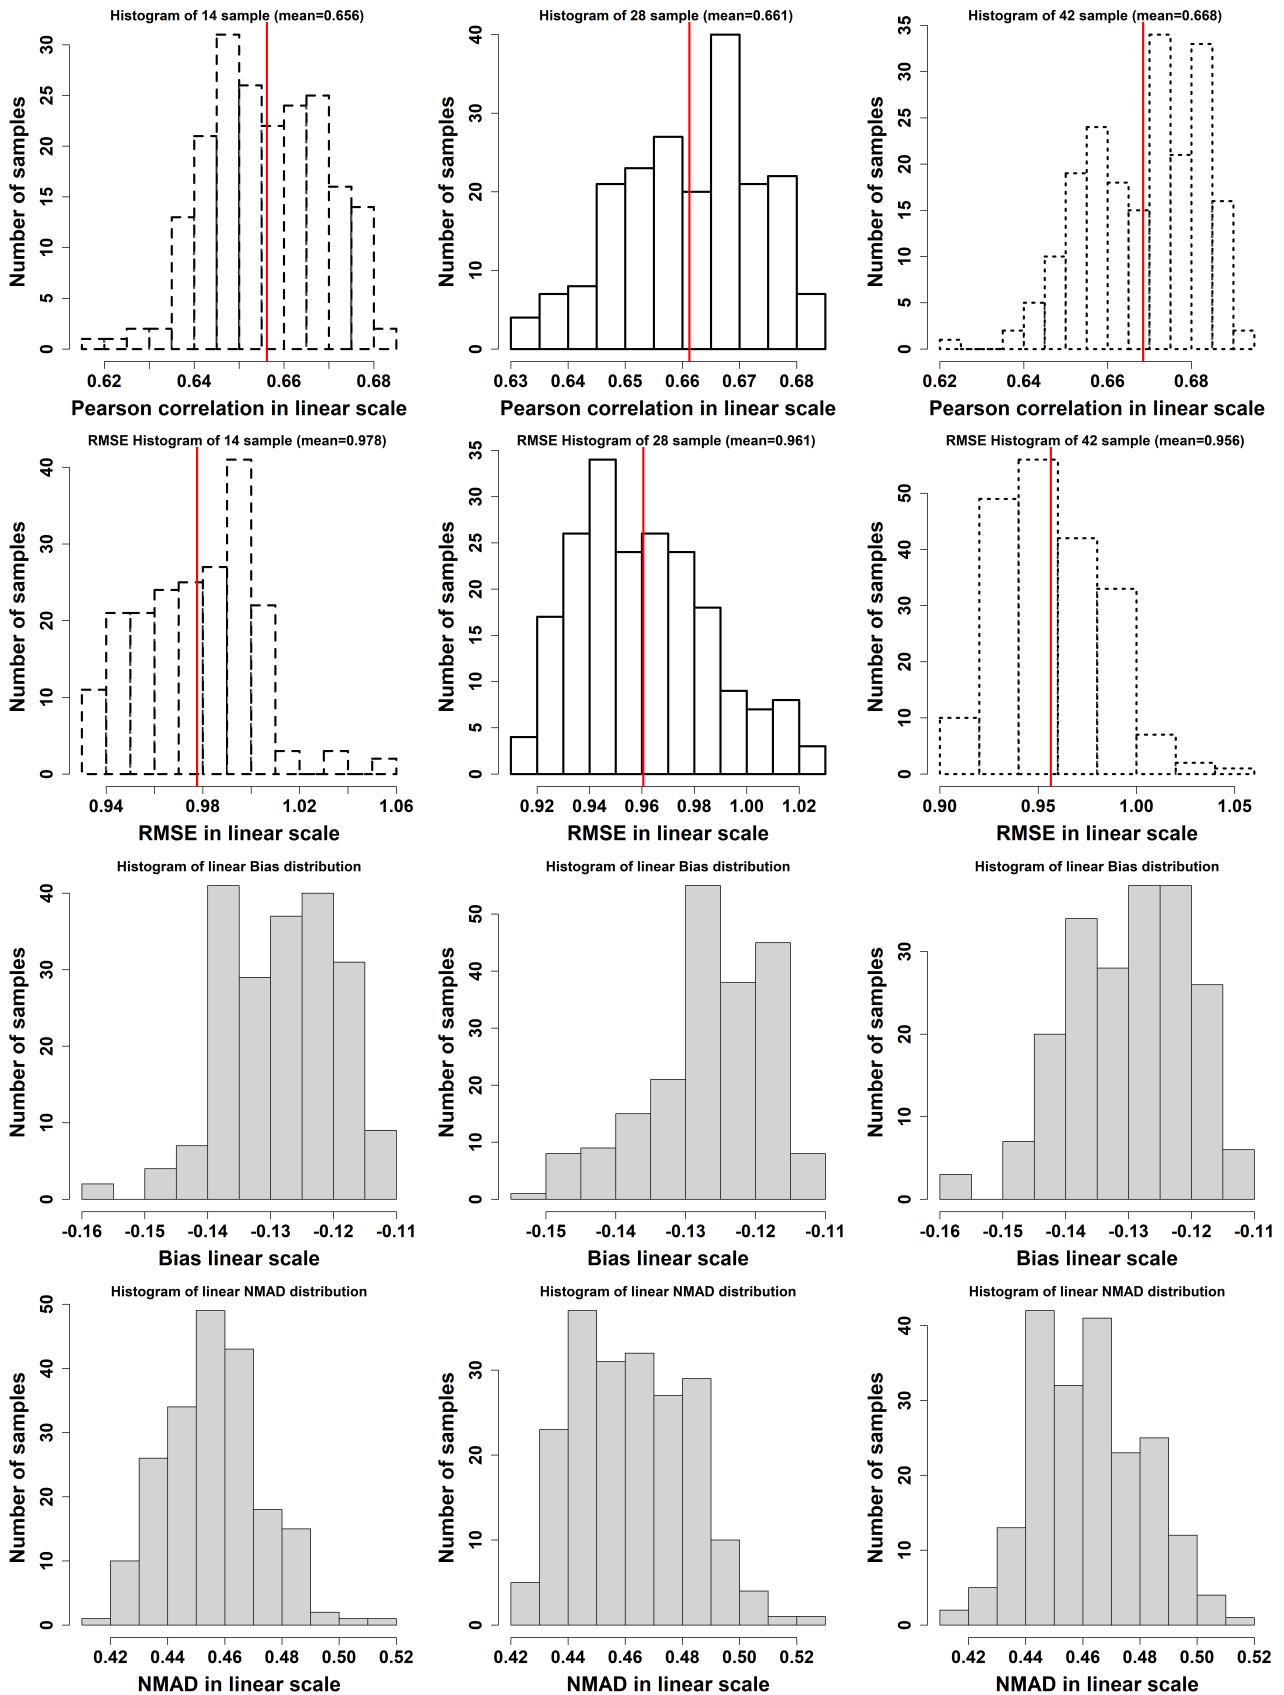 Histogram of 14 sample (mean=0.656)
Number of samples
0 5 10 15 20 25 30
0.62 0.64 0.66 0.68
Pearson correlation in linear scale
Histogram of 28 sample (mean=0.661)
Number of samples
0 10 20 30 40
0.63 0.64 0.65 0.66 0.67 0.68
Pearson correlation in linear scale
Histogram of 42 sample (mean=0.668)
Number of samples
0 5 10 15 20 25 30 35
0.62 0.64 0.66 0.68
Pearson correlation in linear scale
RMSE Histogram of 14 sample (mean=0.978)
Number of samples
0 10 20 30 40
0.94 0.98 1.02 1.06
RMSE in linear scale
RMSE Histogram of 28 sample (mean=0.961)
Number of samples
0 5 10 15 20 25 30 35
0.92 0.94 0.96 0.98 1.00 1.02
RMSE in linear scale
RMSE Histogram of 42 sample (mean=0.956)
Number of samples
0 10 20 30 40 50
0.90 0.95 1.00 1.05
RMSE in linear scale
Histogram of linear Bias distribution
Number of samples
0 10 20 30 40
-0.16 -0.15 -0.14 -0.13 -0.12 -0.11
Bias linear scale
Histogram of linear Bias distribution
Number of samples
0 10 20 30 40 50
-0.15 -0.14 -0.13 -0.12 -0.11
Bias linear scale
Histogram of linear Bias distribution
Number of samples
0 10 20 30
-0.16 -0.15 -0.14 -0.13 -0.12 -0.11
Bias linear scale
Histogram of linear NMAD distribution
Number of samples
0 10 20 30 40 50
0.42 0.44 0.46 0.48 0.50 0.52
NMAD in linear scale
Histogram of linear NMAD distribution
Number of samples
0 10 20 30
0.42 0.44 0.46 0.48 0.50 0.52
NMAD in linear scale
Histogram of linear NMAD distribution
Number of samples
0 10 20 30 40
0.42 0.44 0.46 0.48 0.50 0.52
NMAD in linear scale